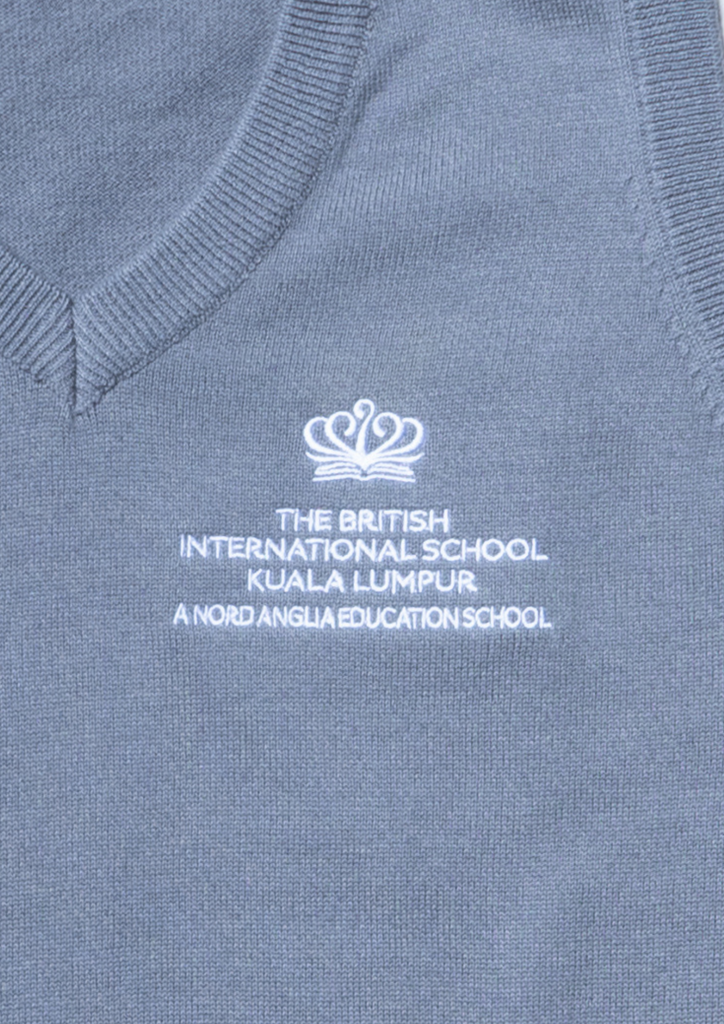 THE BRITISH
INTERNATIONAL SCHOOL
KUALA LUMPUR
A NORD ANGLIA EDUCATION SCHOOL